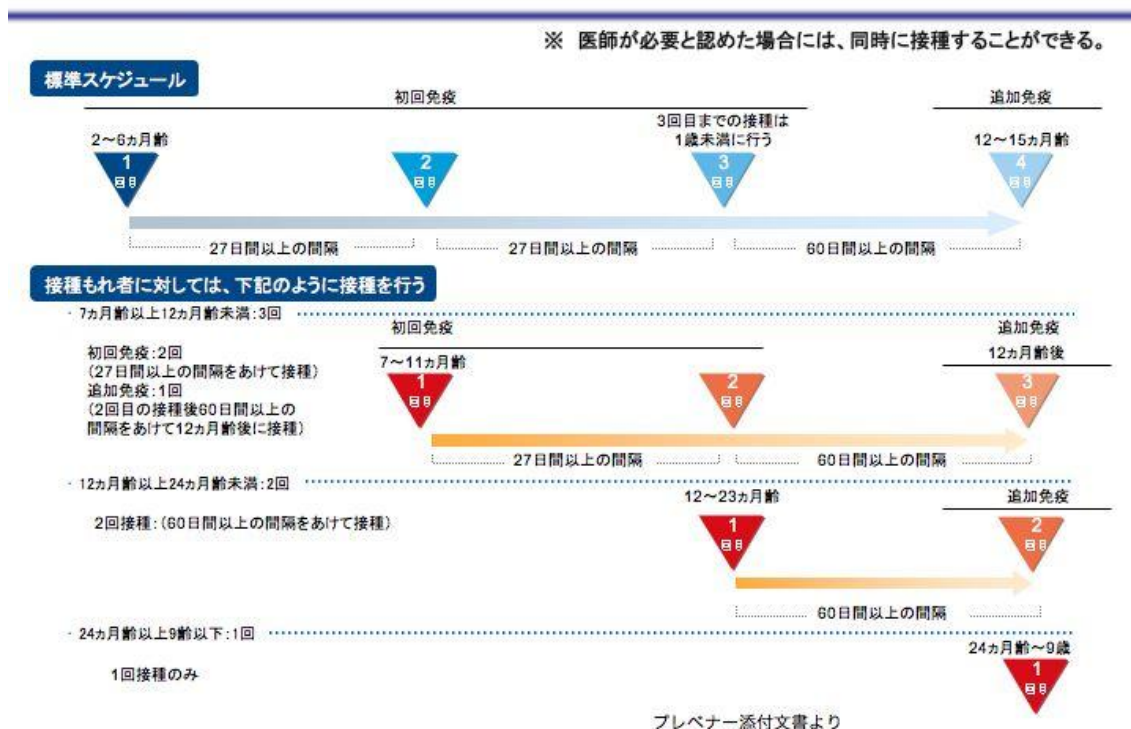 ※ 医師が必要と認めた場合には、同時に接種することができる。
標準スケジュール
初回免疫
追加免疫
2～6ヵ月齢
3回目までの接種は
1歳未満に行う
12～15ヵ月齢
1
回目
2
回目
3
回目
4
回目
27日間以上の間隔
27日間以上の間隔
60日間以上の間隔
接種もれ者に対しては、下記のように接種を行う
・7ヵ月齢以上12カ月齢未満：3回
初回免疫
追加免疫
初回免疫：2回
（27日間以上の間隔をあけて接種）
追加免疫：1回
（2回目の接種後60日間以上の
間隔をあけて12ヵ月齢後に接種）
7～11ヵ月齢
12ヵ月齢後
1
回目
2
回目
3
回目
27日間以上の間隔
60日間以上の間隔
・12ヵ月齢以上24ヵ月齢未満：2回
12～23ヵ月齢
追加免疫
2回接種：（60日間以上の間隔をあけて接種）
1
回目
2
回目
60日間以上の間隔
・24ヵ月齢以上9齢以下：1回
24ヵ月齢～9歳
1回接種のみ
1
回目
プレベナー添付文書より